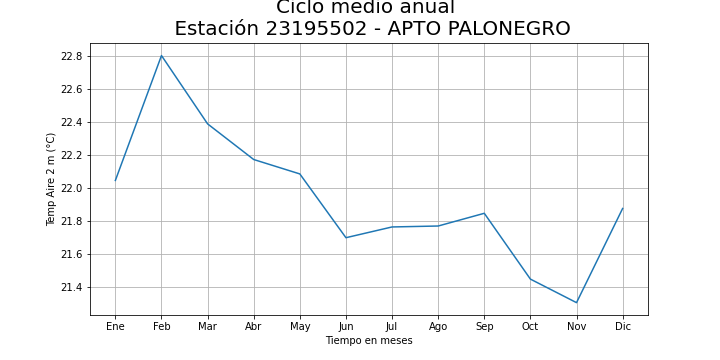 Ciclo medio anual
Estación 23195502 - APTO PALONEGRO
22.8
22.6
22.4
22.2
22.0
21.8
21.6
21.4
Temp Aire 2 m (°C)
Ene Feb Mar Abr May Jun Jul Ago Sep Oct Nov Dic
Tiempo en meses